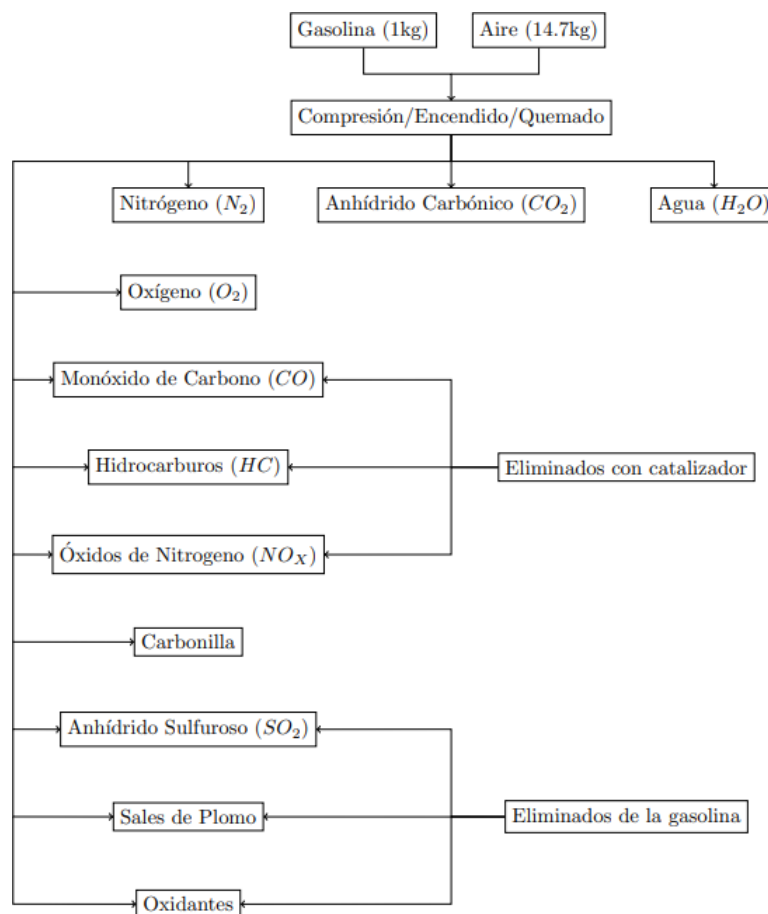 Gasolina (1kg)
Aire (14.7kg)
Compresión/Encendido/Quemado
Nitrógeno (N₂)
Anhídrido Carbónico (CO₂)
Agua (H₂O)
Oxígeno (O₂)
Monóxido de Carbono (CO)
Hidrocarburos (HC)
Eliminados con catalizador
Óxidos de Nitrogeno (NOₓ)
Carbonilla
Anhídrido Sulfuroso (SO₂)
Sales de Plomo
Eliminados de la gasolina
Oxidantes